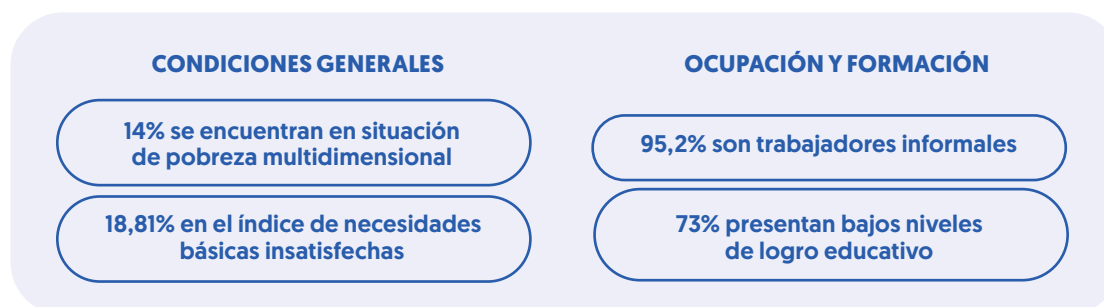 CONDICIONES GENERALES
14% se encuentran en situación
de pobreza multidimensional
18,81% en el índice de necesidades
básicas insatisfechas
OCUPACIÓN Y FORMACIÓN
95,2% son trabajadores informales
73% presentan bajos niveles
de logro educativo